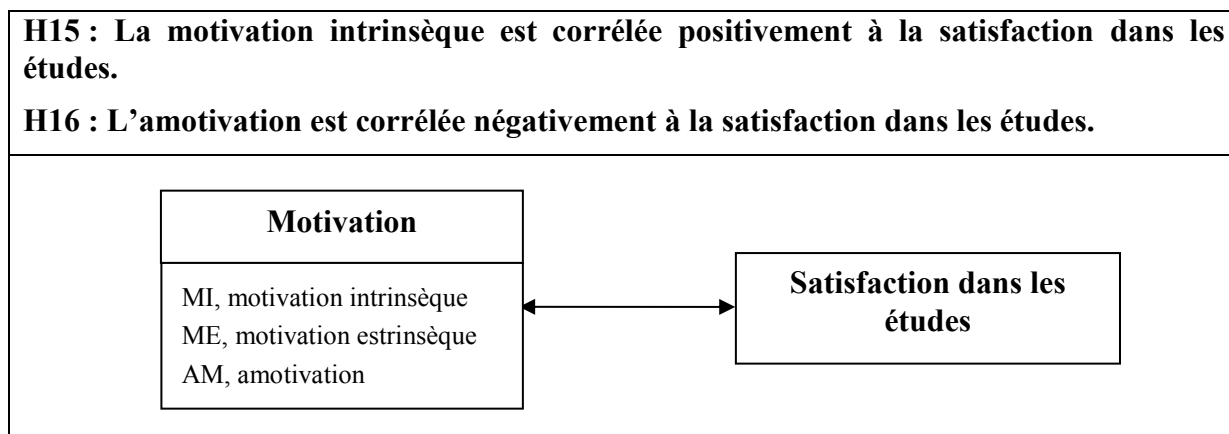 H15 : La motivation intrinsèque est corrélée positivement à la satisfaction dans les
études.
H16 : L’amotivation est corrélée négativement à la satisfaction dans les études.
Motivation
MI, motivation intrinsèque
ME, motivation estrinsèque
AM, amotivation
Satisfaction dans les
études